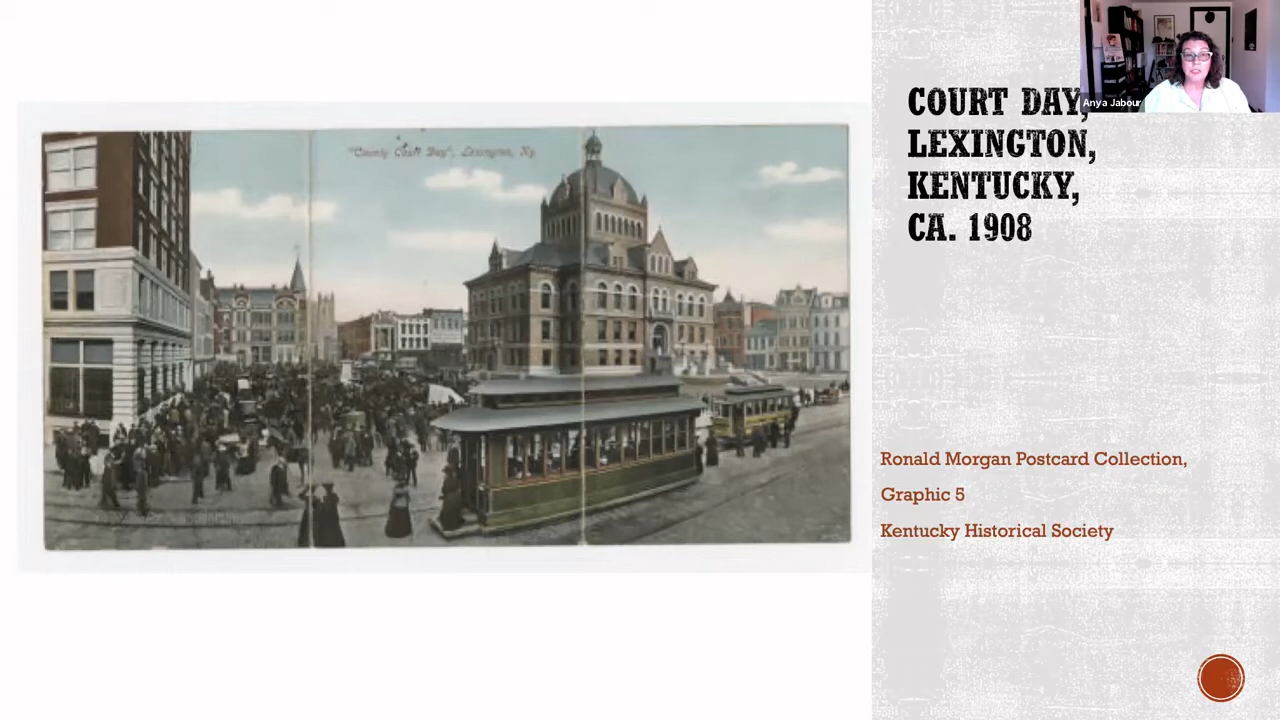 "County Court Day", Lexington, Ky.
COURT DAY,
LEXINGTON,
KENTUCKY,
CA. 1908
Anya Jabour
Ronald Morgan Postcard Collection,
Graphic 5
Kentucky Historical Society